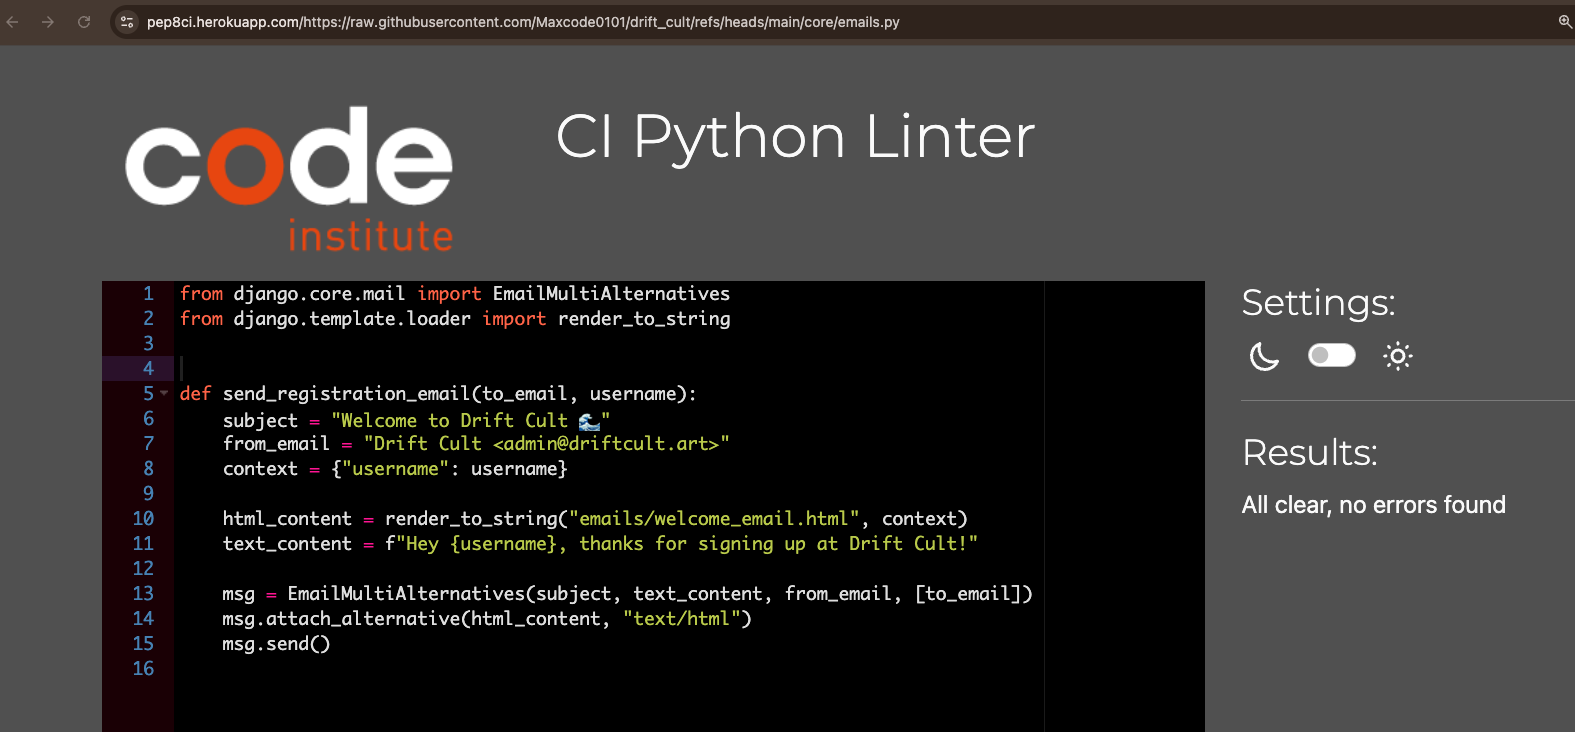 pep8ci.herokuapp.com/https://raw.githubusercontent.com/Maxcode0101/drift_cult/refs/heads/main/core/emails.py
code
institute
CI Python Linter
1 from django.core.mail import EmailMultiAlternatives
2 from django.template.loader import render_to_string
3
4
5 def send_registration_email(to_email, username):
6     subject = "Welcome to Drift Cult 🌊"
7     from_email = "Drift Cult <admin@driftcult.art>"
8     context = {"username": username}
9
10     html_content = render_to_string("emails/welcome_email.html", context)
11     text_content = f"Hey {username}, thanks for signing up at Drift Cult!"
12
13     msg = EmailMultiAlternatives(subject, text_content, from_email, [to_email])
14     msg.attach_alternative(html_content, "text/html")
15     msg.send()
16
Settings:
Results:
All clear, no errors found